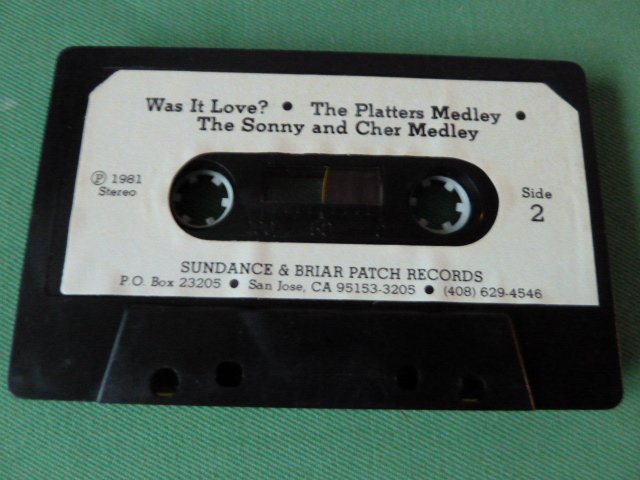 Was It Love? • The Platters Medley •
The Sonny and Cher Medley
Ⓟ 1981
Stereo
Side
2
SUNDANCE & BRIAR PATCH RECORDS
P.O. Box 23205 • San Jose, CA 95153-3205 • (408) 629-4546